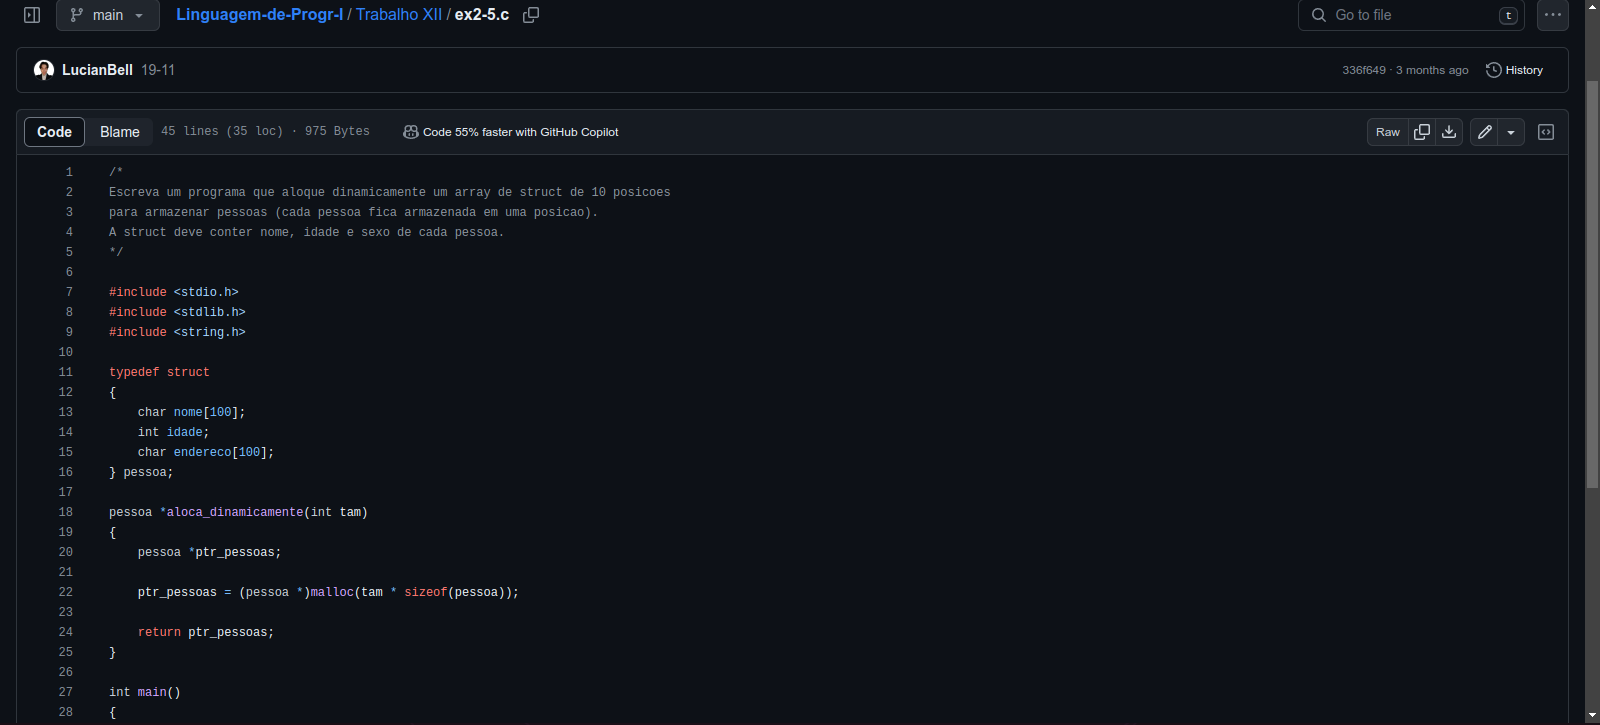 main
Linguagem-de-Progr-I / Trabalho XII / ex2-5.c
Go to file
t
LucianBell 19-11
336f649 · 3 months ago
History
Code
Blame
45 lines (35 loc) · 975 Bytes
Code 55% faster with GitHub Copilot
Raw
1 /*
2 Escreva um programa que aloque dinamicamente um array de struct de 10 posicoes
3 para armazenar pessoas (cada pessoa fica armazenada em uma posicao).
4 A struct deve conter nome, idade e sexo de cada pessoa.
5 */
6
7 #include <stdio.h>
8 #include <stdlib.h>
9 #include <string.h>
10
11 typedef struct
12 {
13     char nome[100];
14     int idade;
15     char endereco[100];
16 } pessoa;
17
18 pessoa *aloca_dinamicamente(int tam)
19 {
20     pessoa *ptr_pessoas;
21
22     ptr_pessoas = (pessoa *)malloc(tam * sizeof(pessoa));
23
24     return ptr_pessoas;
25 }
26
27 int main()
28 {